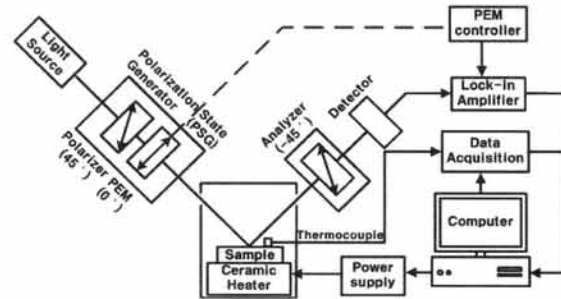 PEM
controller
Light
Source
Polarization State
Generator
(PSG)
Polarizer PEM
(45˚) (0˚)
Analyzer
(-45˚)
Detector
Lock-in
Amplifier
Data
Acquisition
Computer
Thermocouple
Sample
Ceramic
Heater
Power
supply